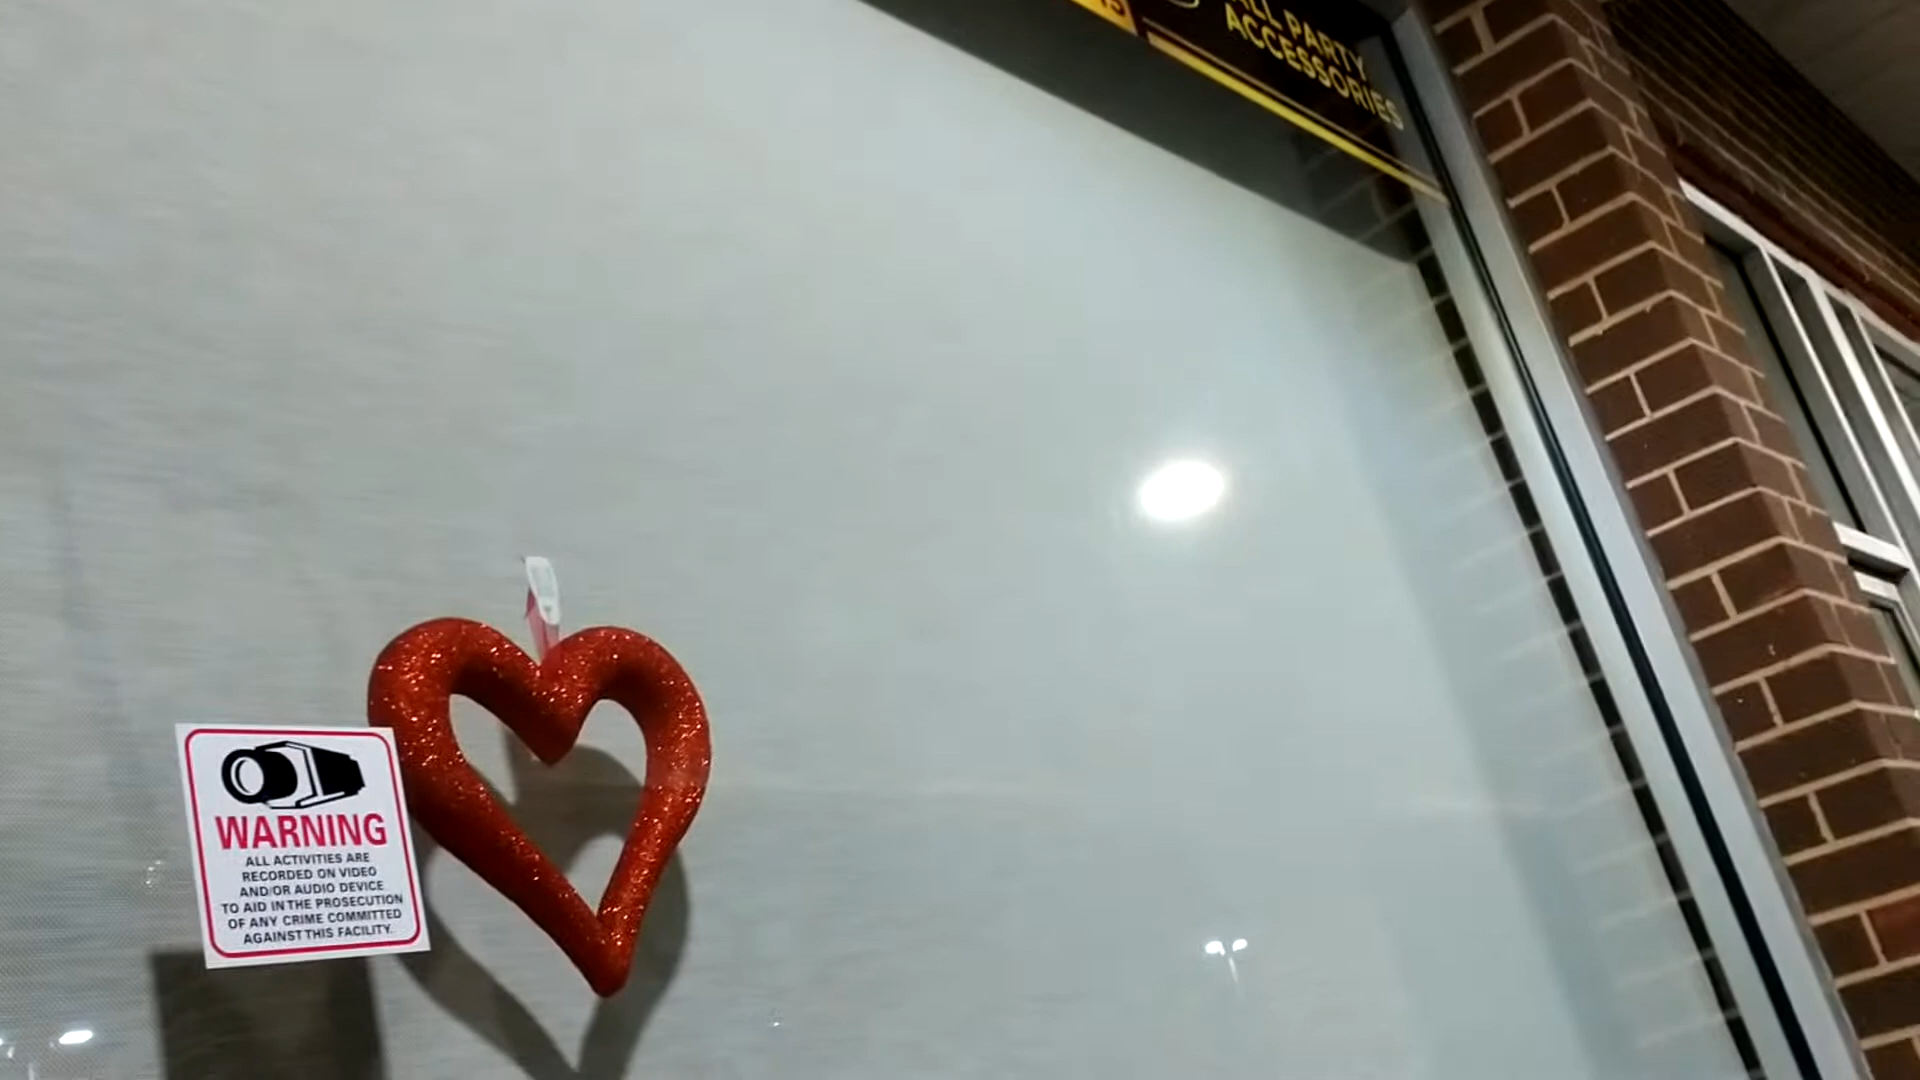 ALL PARTY
ACCESSORIES
WARNING
ALL ACTIVITIES ARE
RECORDED ON VIDEO
AND/OR AUDIO DEVICE
TO AID IN THE PROSECUTION
OF ANY CRIME COMMITTED
AGAINST THIS FACILITY.